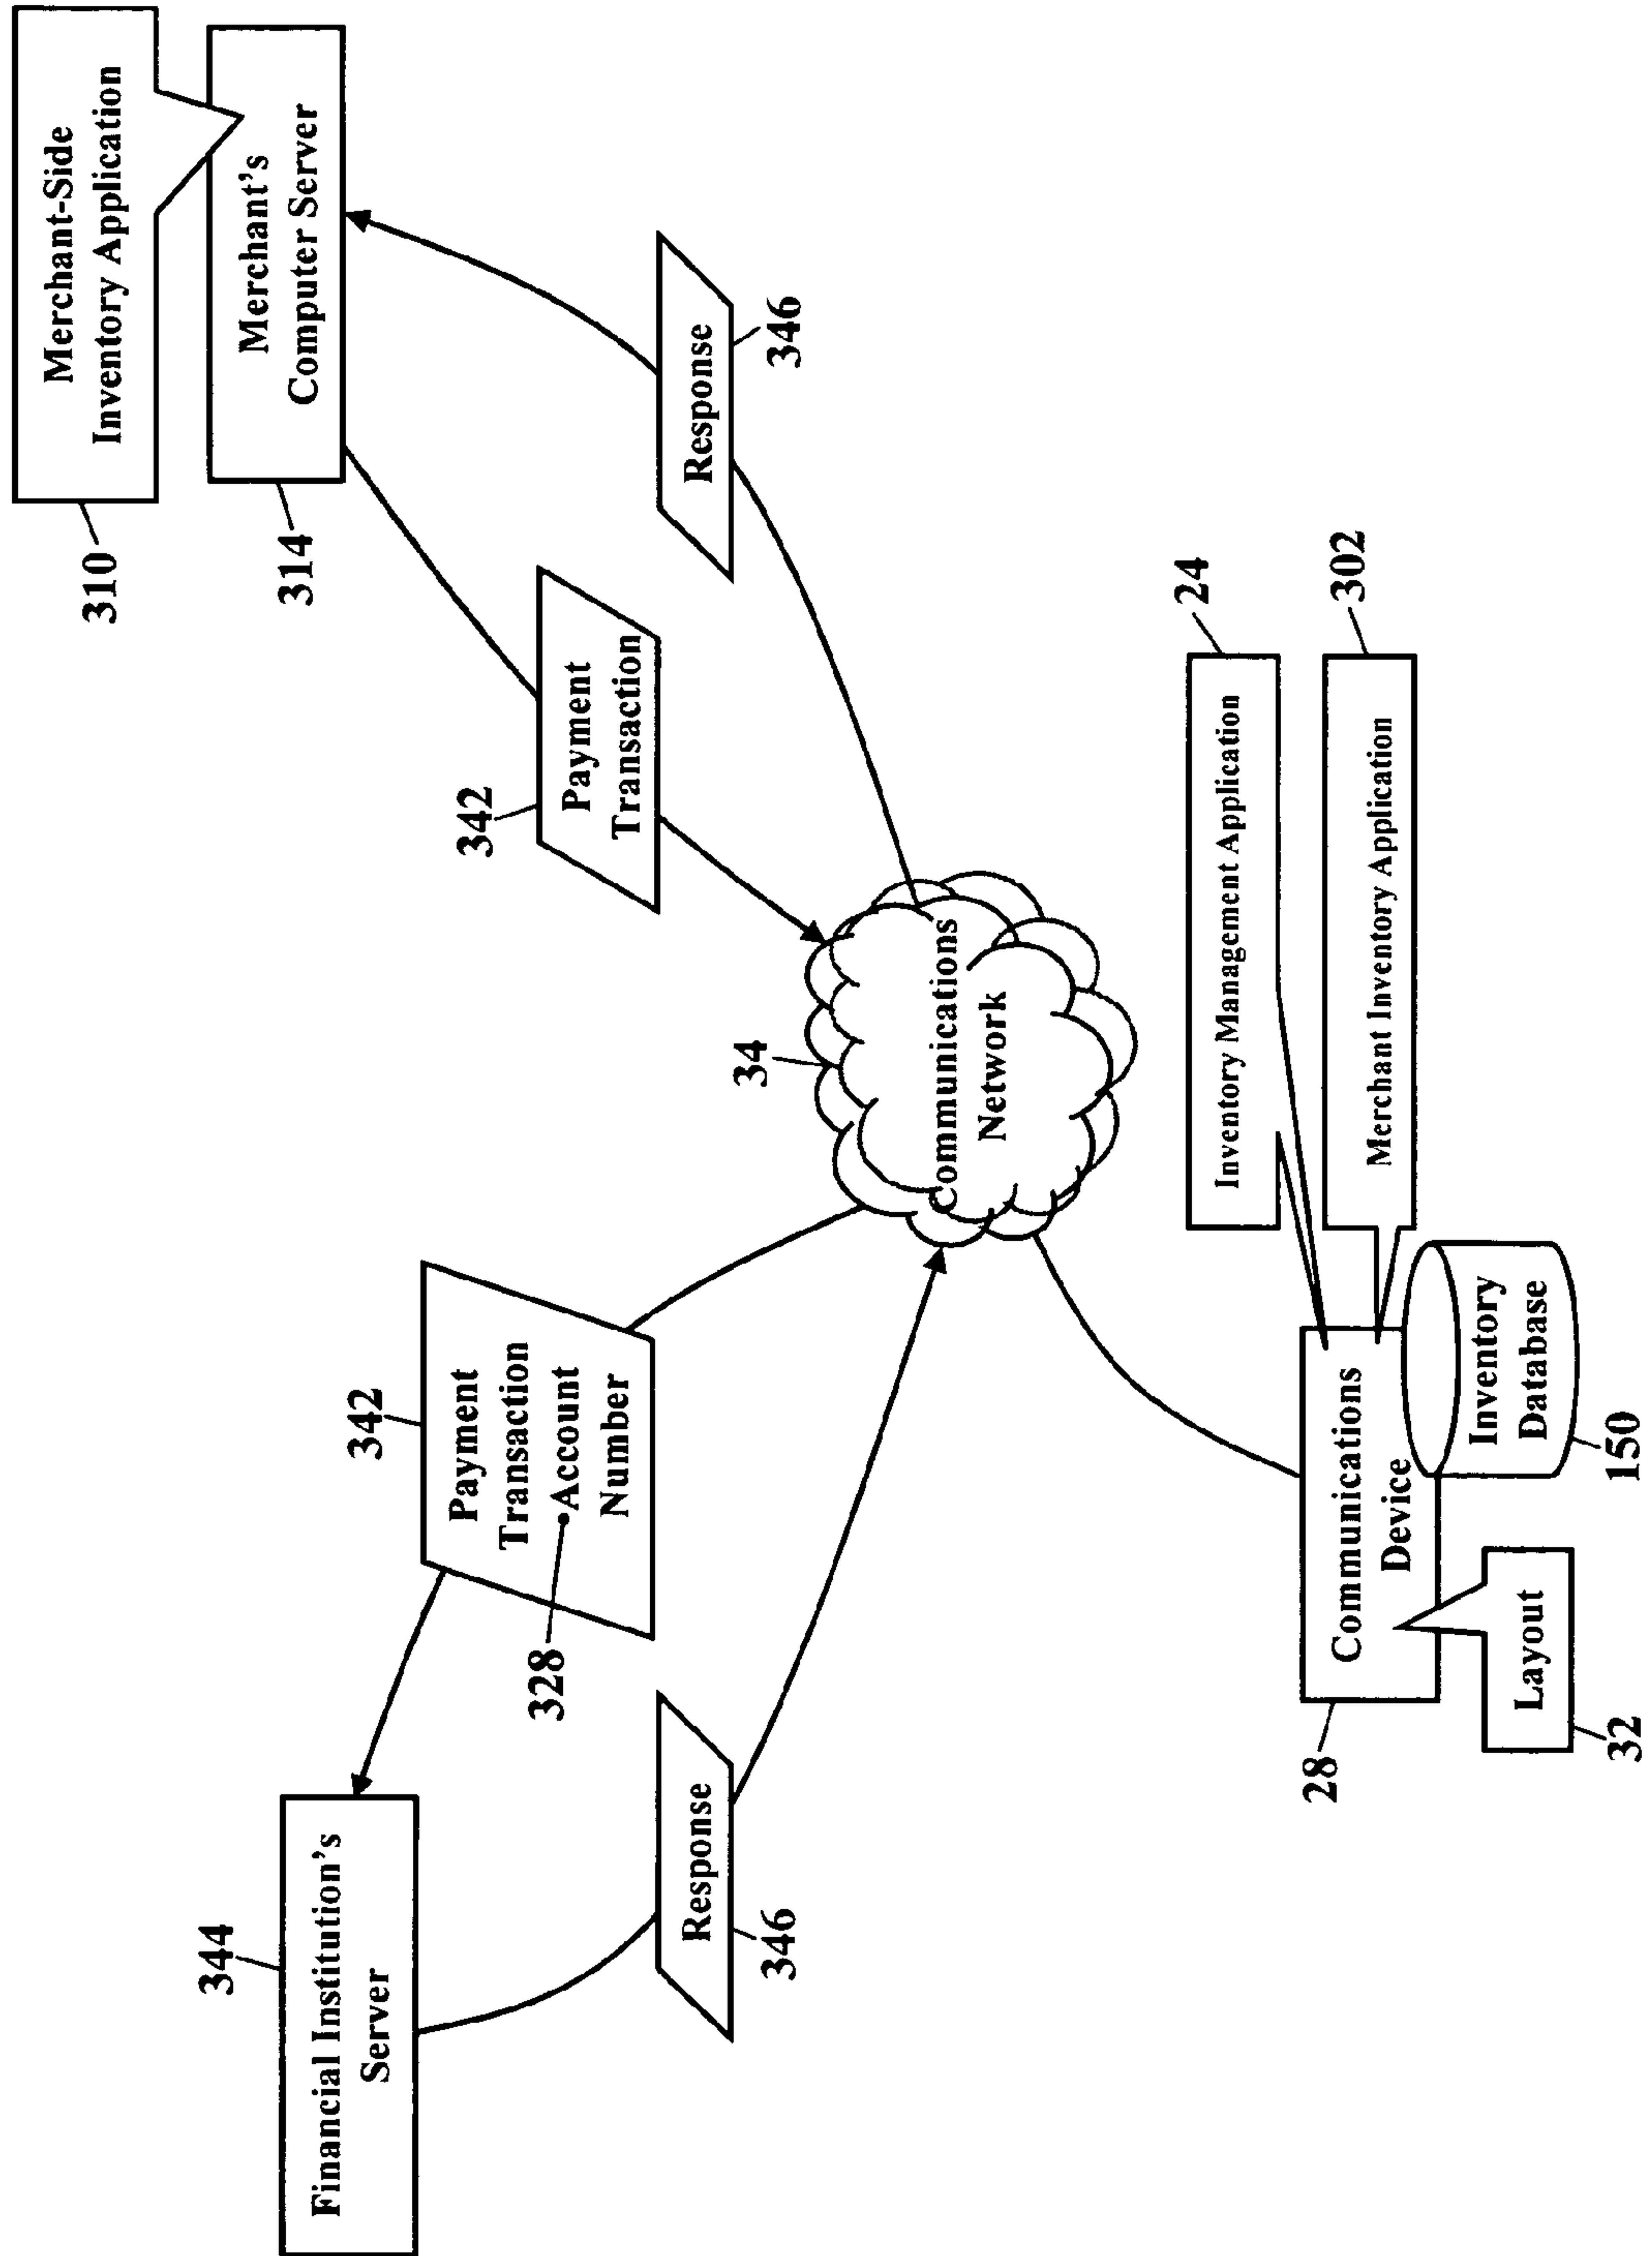 Merchant-Side
Inventory Application
310
344
Merchant's
Computer Server
314
Financial Institution's
Server
342
Payment
Transaction
Account
Number
328
342
Payment
Transaction
Response
346
Response
346
34
Communications
Network
24
Inventory Management Application
302
Merchant Inventory Application
28
Communications
Device
Inventory
Database
150
Layout
32